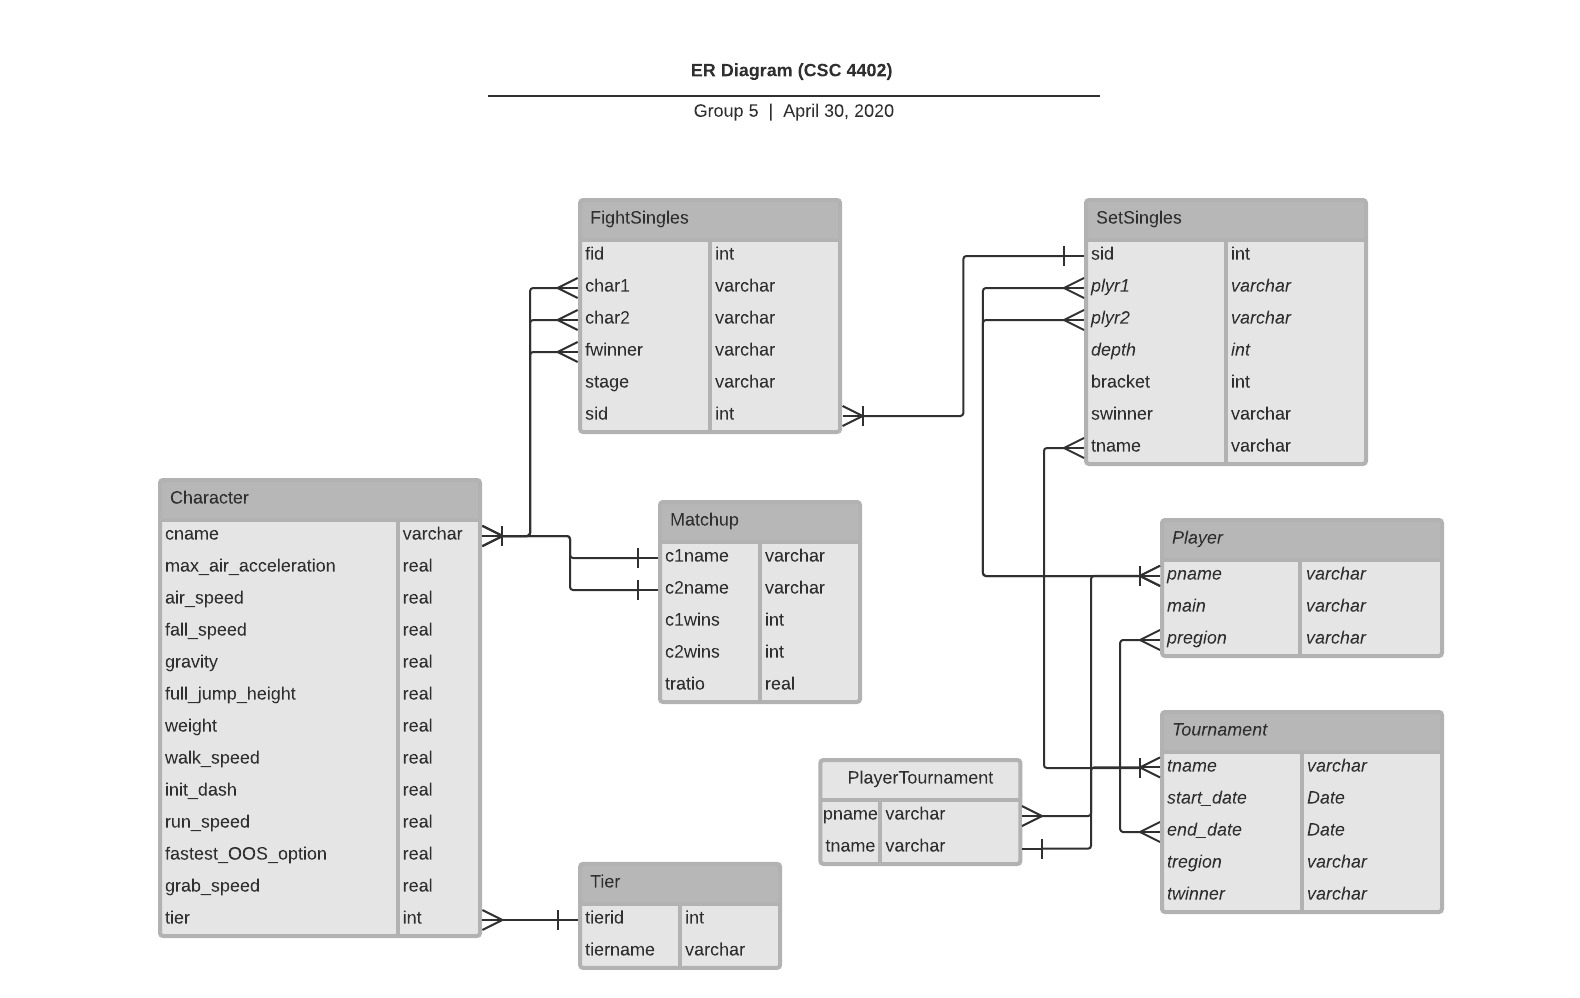 ER Diagram (CSC 4402)
Group 5 | April 30, 2020
FightSingles
fid int
char1 varchar
char2 varchar
fwinner varchar
stage varchar
sid int
SetSingles
sid int
plyr1 varchar
plyr2 varchar
depth int
bracket int
swinner varchar
tname varchar
Character
cname varchar
max_air_acceleration real
air_speed real
fall_speed real
gravity real
full_jump_height real
weight real
walk_speed real
init_dash real
run_speed real
fastest_OOS_option real
grab_speed real
tier int
Matchup
c1name varchar
c2name varchar
c1wins int
c2wins int
tratio real
Player
pname varchar
main varchar
pregion varchar
PlayerTournament
pname varchar
tname varchar
Tournament
tname varchar
start_date Date
end_date Date
tregion varchar
twinner varchar
Tier
tierid int
tiername varchar